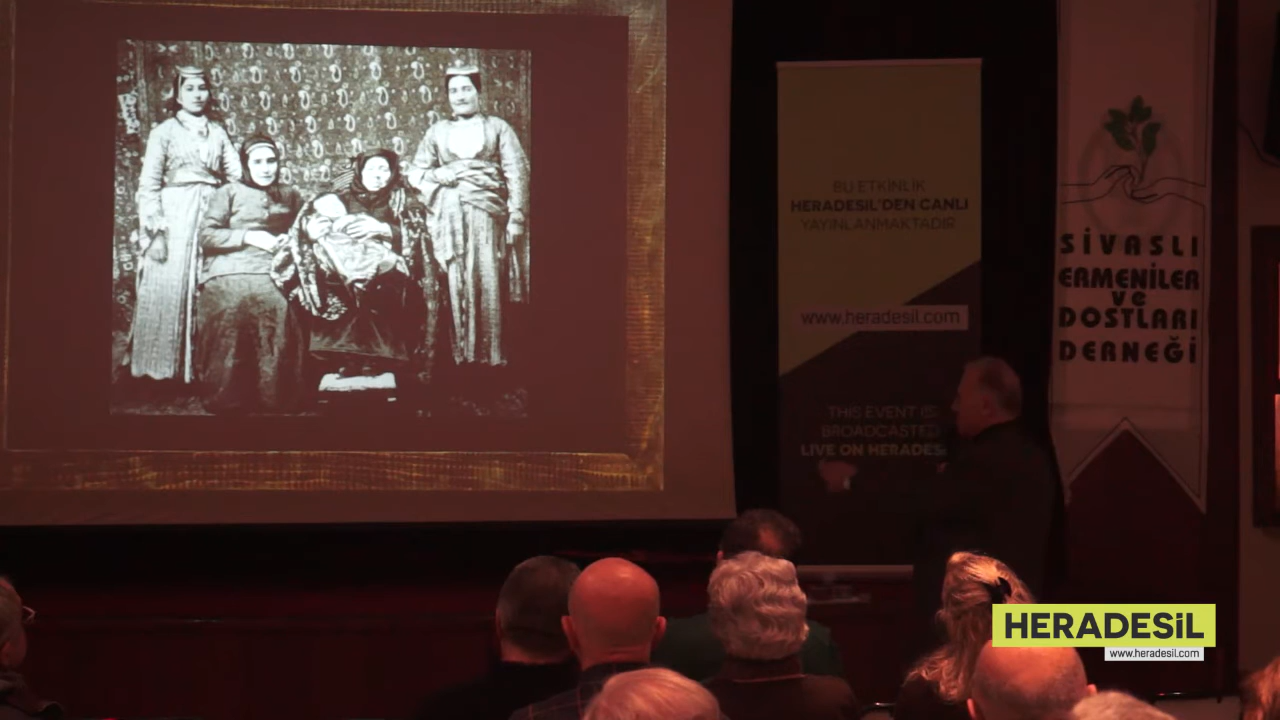 BU ETKİNLİK
HERADESİL'DEN CANLI
YAYINLANMAKTADIR
www.heradesil.com
THIS EVENT IS
BROADCASTED
LIVE ON HERADES
SİVASLI
ERMENİLER
ve
DOSTLARI
DERNEĞİ
HERADESİL
www.heradesil.com